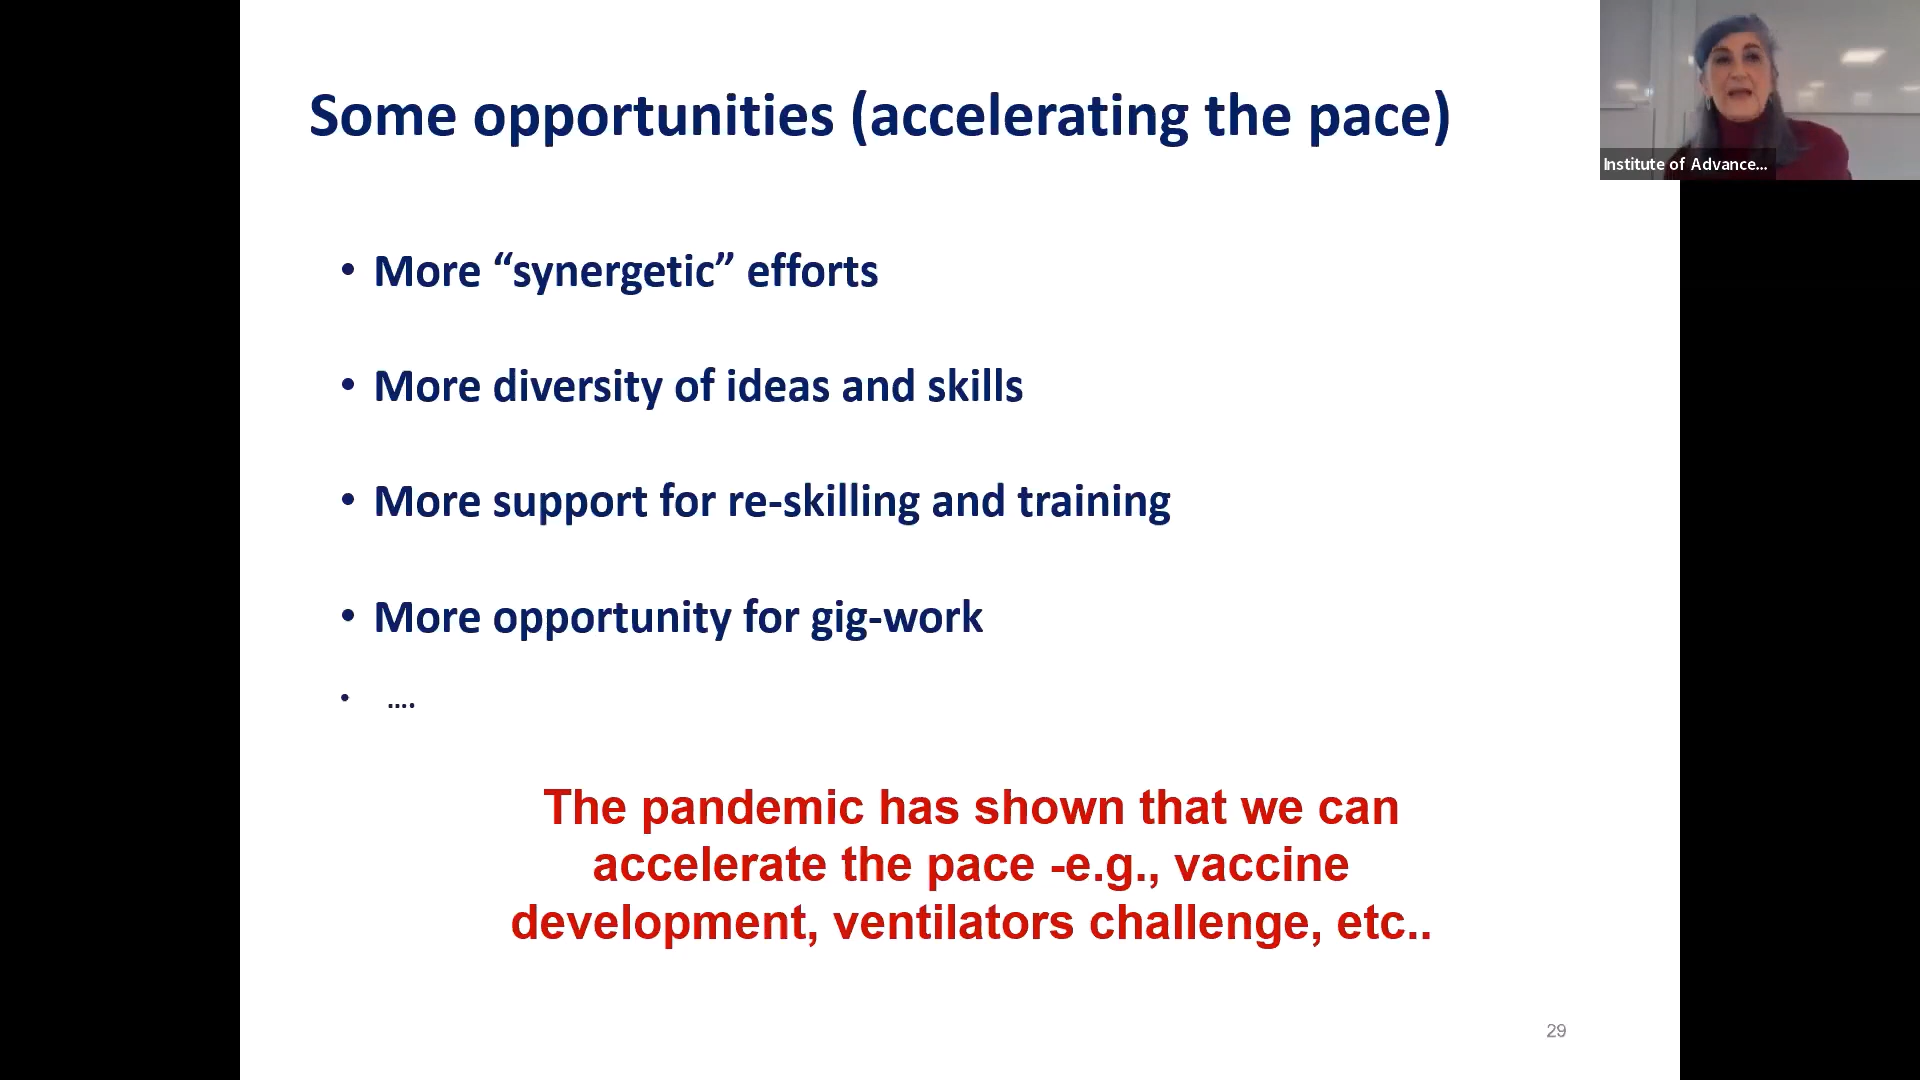 Some opportunities (accelerating the pace)
Institute of Advance...
• More “synergetic” efforts
• More diversity of ideas and skills
• More support for re-skilling and training
• More opportunity for gig-work
• ....
The pandemic has shown that we can
accelerate the pace -e.g., vaccine
development, ventilators challenge, etc..
29